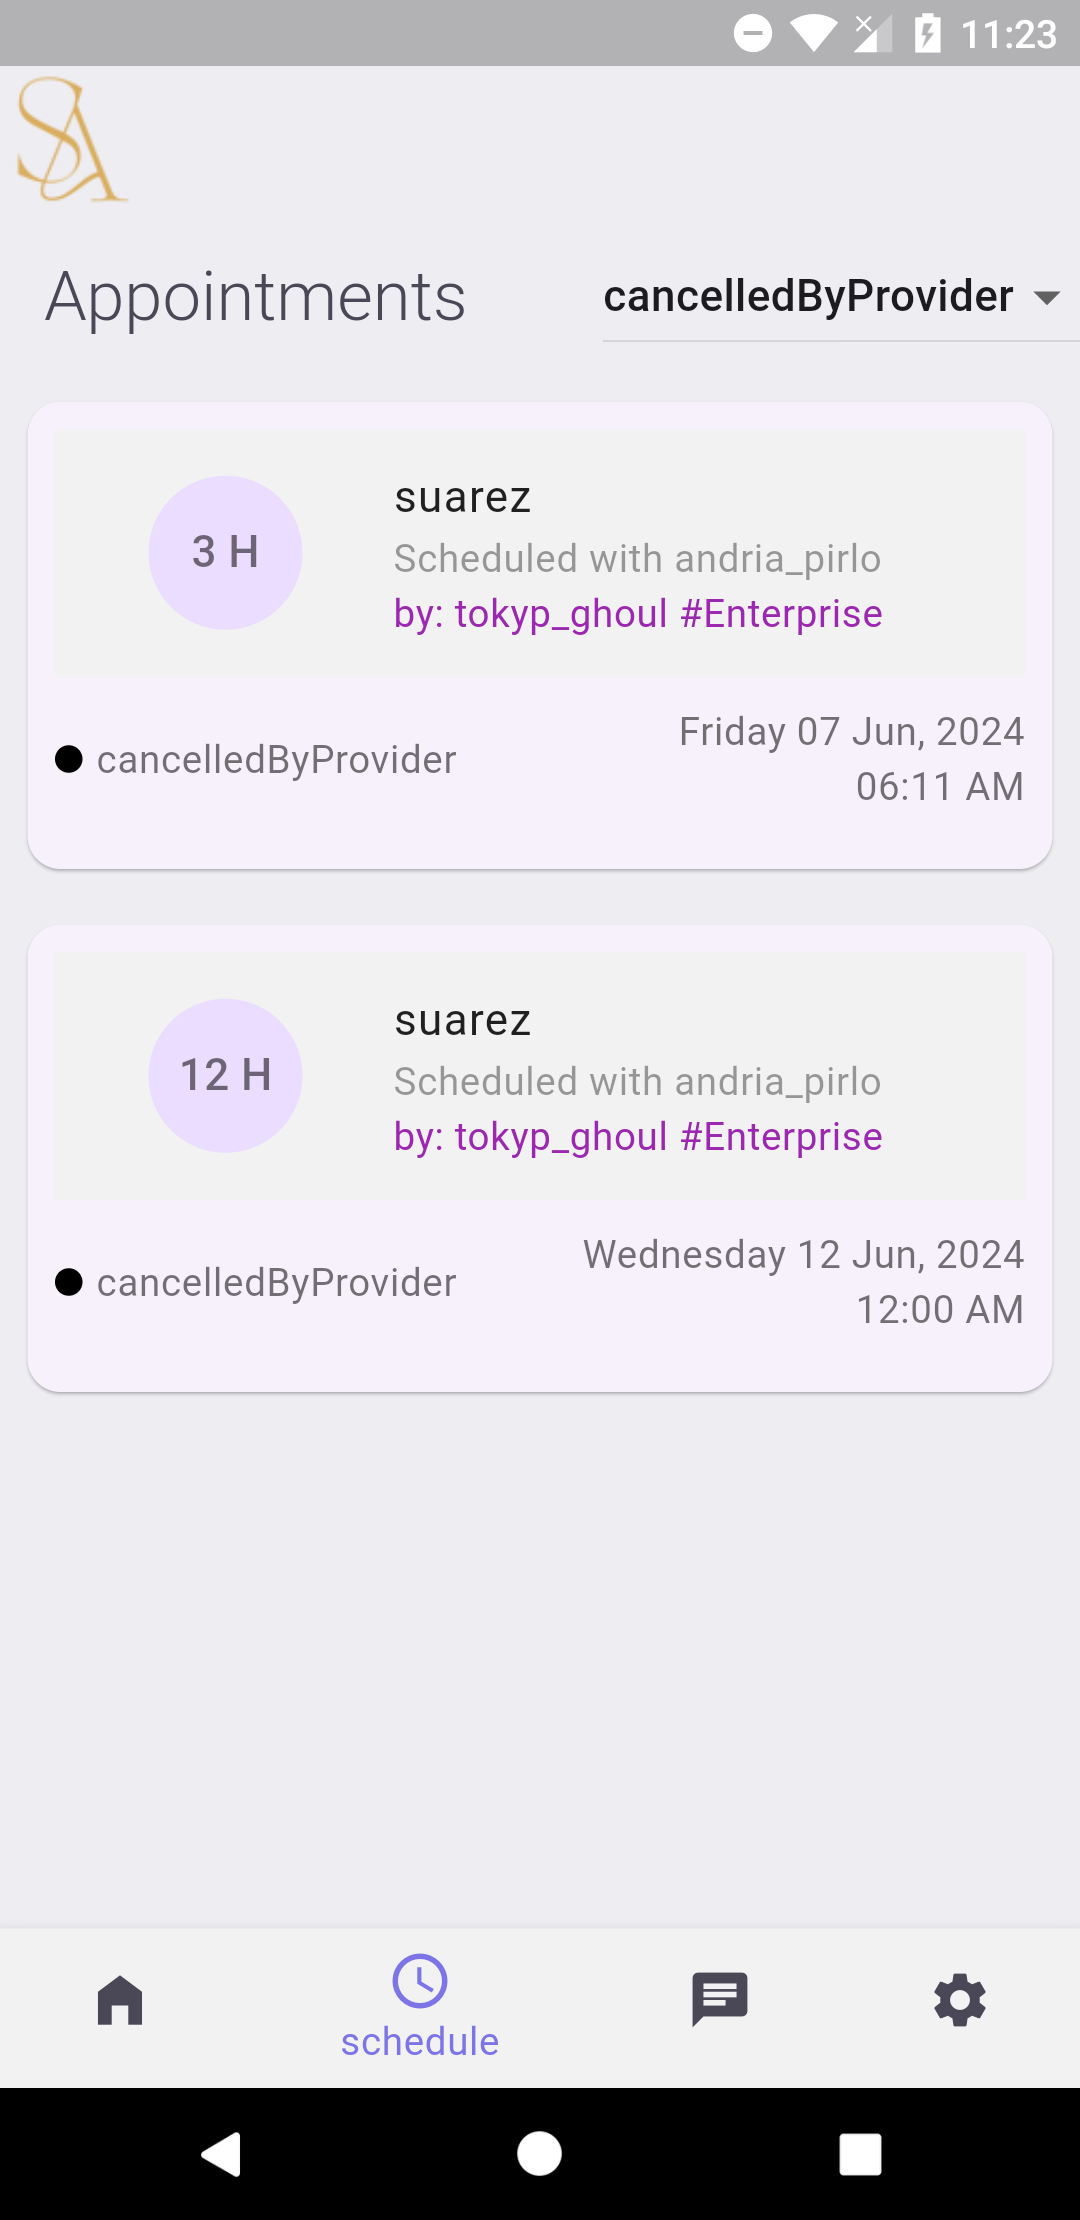 11:23
SA
Appointments
cancelledByProvider
3 H
suarez
Scheduled with andria_pirlo
by: tokyp_ghoul #Enterprise
cancelledByProvider
Friday 07 Jun, 2024
06:11 AM
12 H
suarez
Scheduled with andria_pirlo
by: tokyp_ghoul #Enterprise
cancelledByProvider
Wednesday 12 Jun, 2024
12:00 AM
schedule